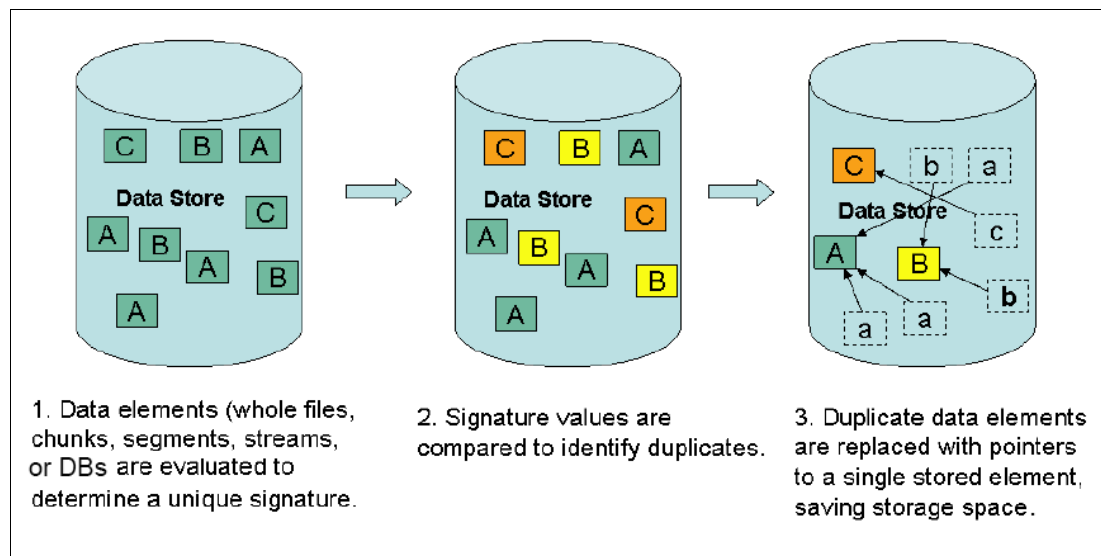 C B A
Data Store
C
A
B
A
B
A
C B A
Data Store
C
A
B
A
B
A
C b a
Data Store
c
A
B
b
a
a
1. Data elements (whole files,
chunks, segments, streams,
or DBs are evaluated to
determine a unique signature.
2. Signature values are
compared to identify duplicates.
3. Duplicate data elements
are replaced with pointers
to a single stored element,
saving storage space.